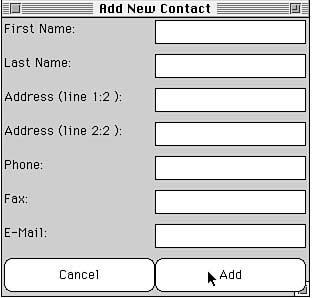 Add New Contact
First Name:
Last Name:
Address (line 1:2 ):
Address (line 2:2 ):
Phone:
Fax:
E-Mail:
Cancel
Add